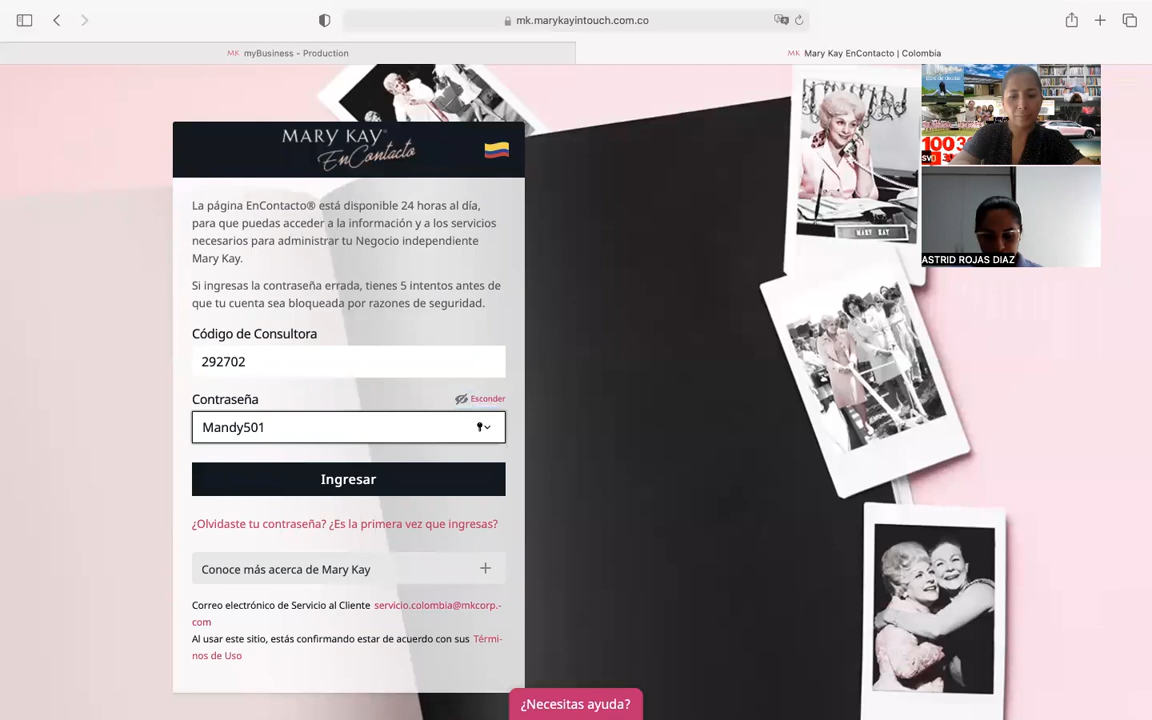 mk.marykayintouch.com.co
MK myBusiness - Production
MK Mary Kay EnContacto | Colombia
MARY KAY®
EnContacto
La página EnContacto® está disponible 24 horas al día,
para que puedas acceder a la información y a los servicios
necesarios para administrar tu Negocio independiente
Mary Kay.
Si ingresas la contraseña errada, tienes 5 intentos antes de
que tu cuenta sea bloqueada por razones de seguridad.
Código de Consultora
292702
Contraseña
Esconder
Mandy501
Ingresar
¿Olvidaste tu contraseña? ¿Es la primera vez que ingresas?
Conoce más acerca de Mary Kay
Correo electrónico de Servicio al Cliente servicio.colombia@mkcorp.-
com
Al usar este sitio, estás confirmando estar de acuerdo con sus Térmi-
nos de Uso
¿Necesitas ayuda?
MARY KAY
ASTRID ROJAS DIAZ